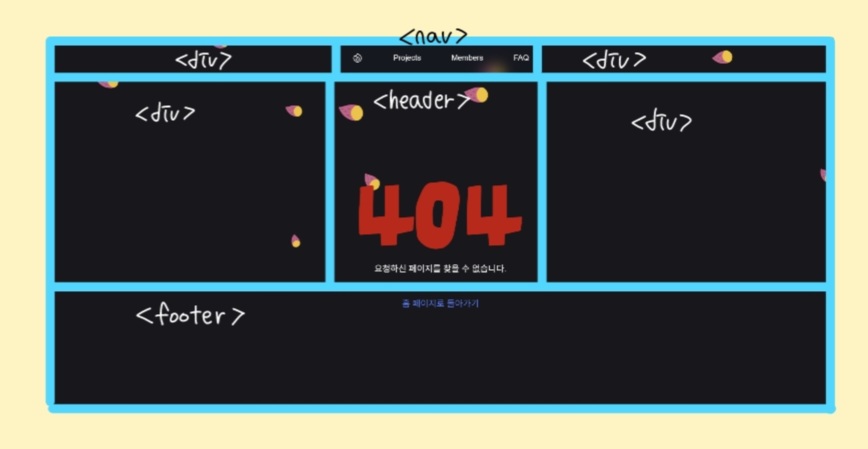 <nav>
<div>
Projects Members FAQ
<div>
<div>
<header>
<div>
404
요청하신 페이지를 찾을 수 없습니다.
홈 페이지로 돌아가기
<footer>